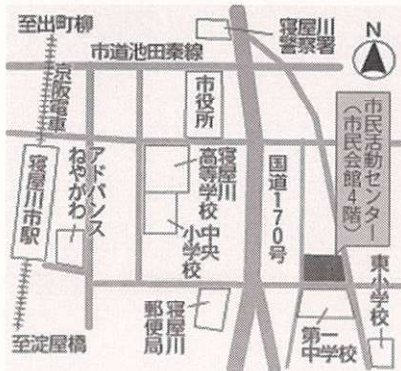 至出町柳
寝屋川
警察署
市道池田秦線
N
京阪電車
市役所
市民活動センター
(市民会館4階)
寝屋川市駅
アドバンス
ねやがわ
寝屋川
高等学校
中央
小学校
国道170号
東小学校
寝屋川
郵便局
第一
中学校
至淀屋橋